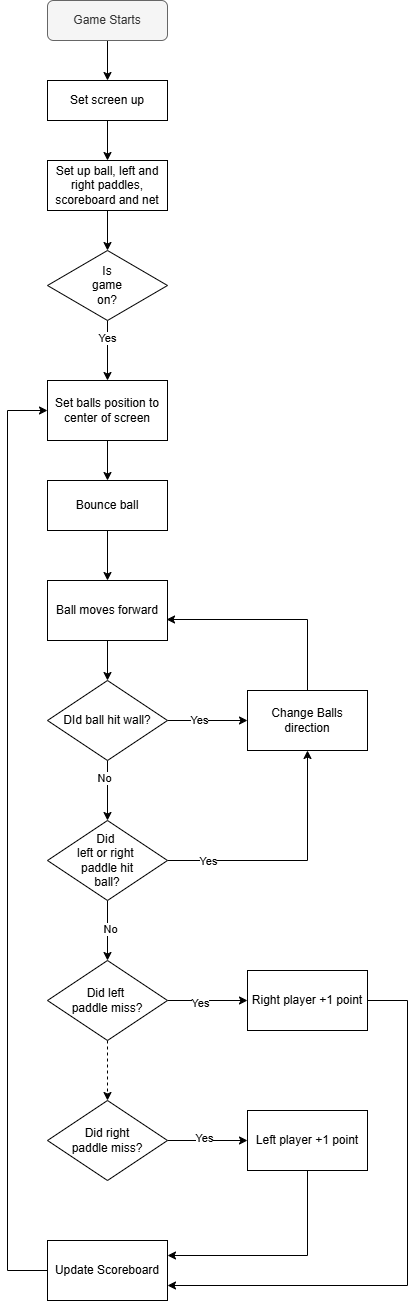 Game Starts
Set screen up
Set up ball, left and
right paddles,
scoreboard and net
Is
game
on?
Yes
Set balls position to
center of screen
Bounce ball
Ball moves forward
DId ball hit wall?
Yes
Change Balls
direction
No
Did
left or right
paddle hit
ball?
Yes
No
Did left
paddle miss?
Yes
Right player +1 point
Did right
paddle miss?
Yes
Left player +1 point
Update Scoreboard